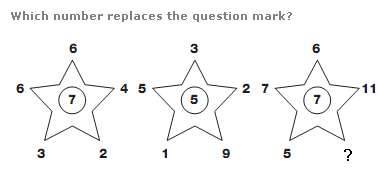 Which number replaces the question mark?
6 3 6
6 7 4 5 5 2 7 7 11
3 2 1 9 5 ?